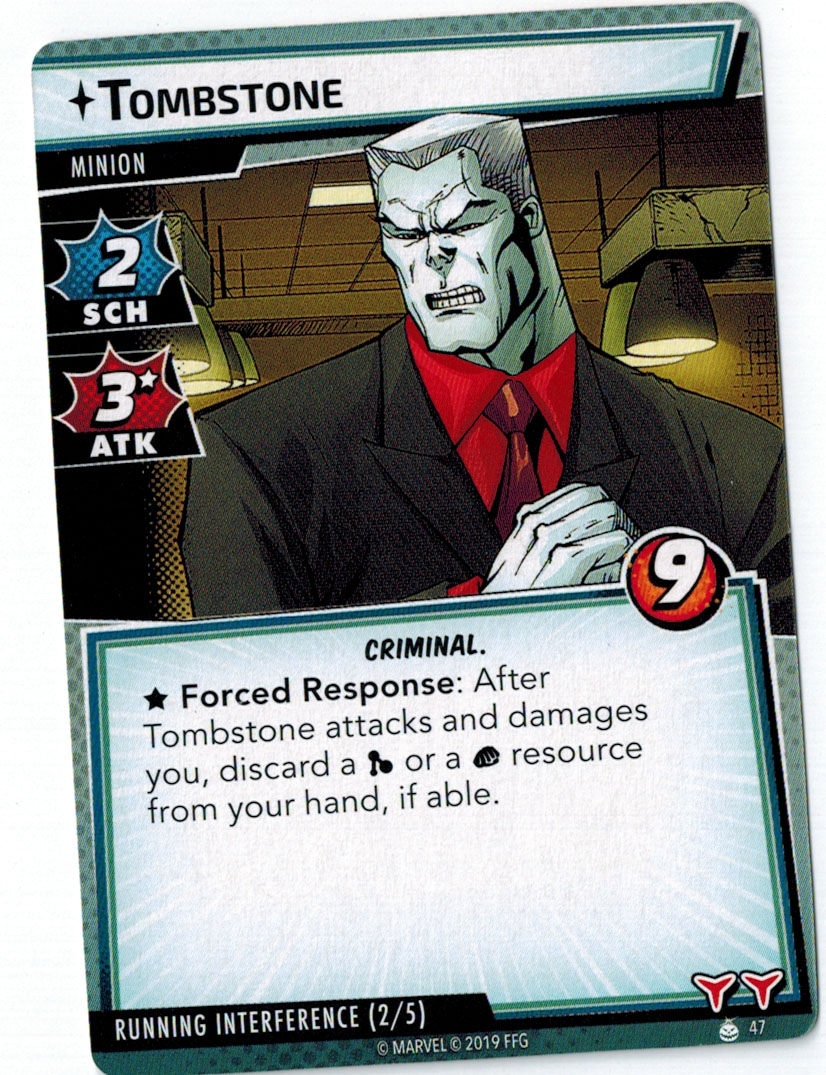 TOMBSTONE
MINION
2
SCH
3
ATK
9
CRIMINAL.
Forced Response: After
Tombstone attacks and damages
you, discard a or a resource
from your hand, if able.
RUNNING INTERFERENCE (2/5)
47
© MARVEL © 2019 FFG